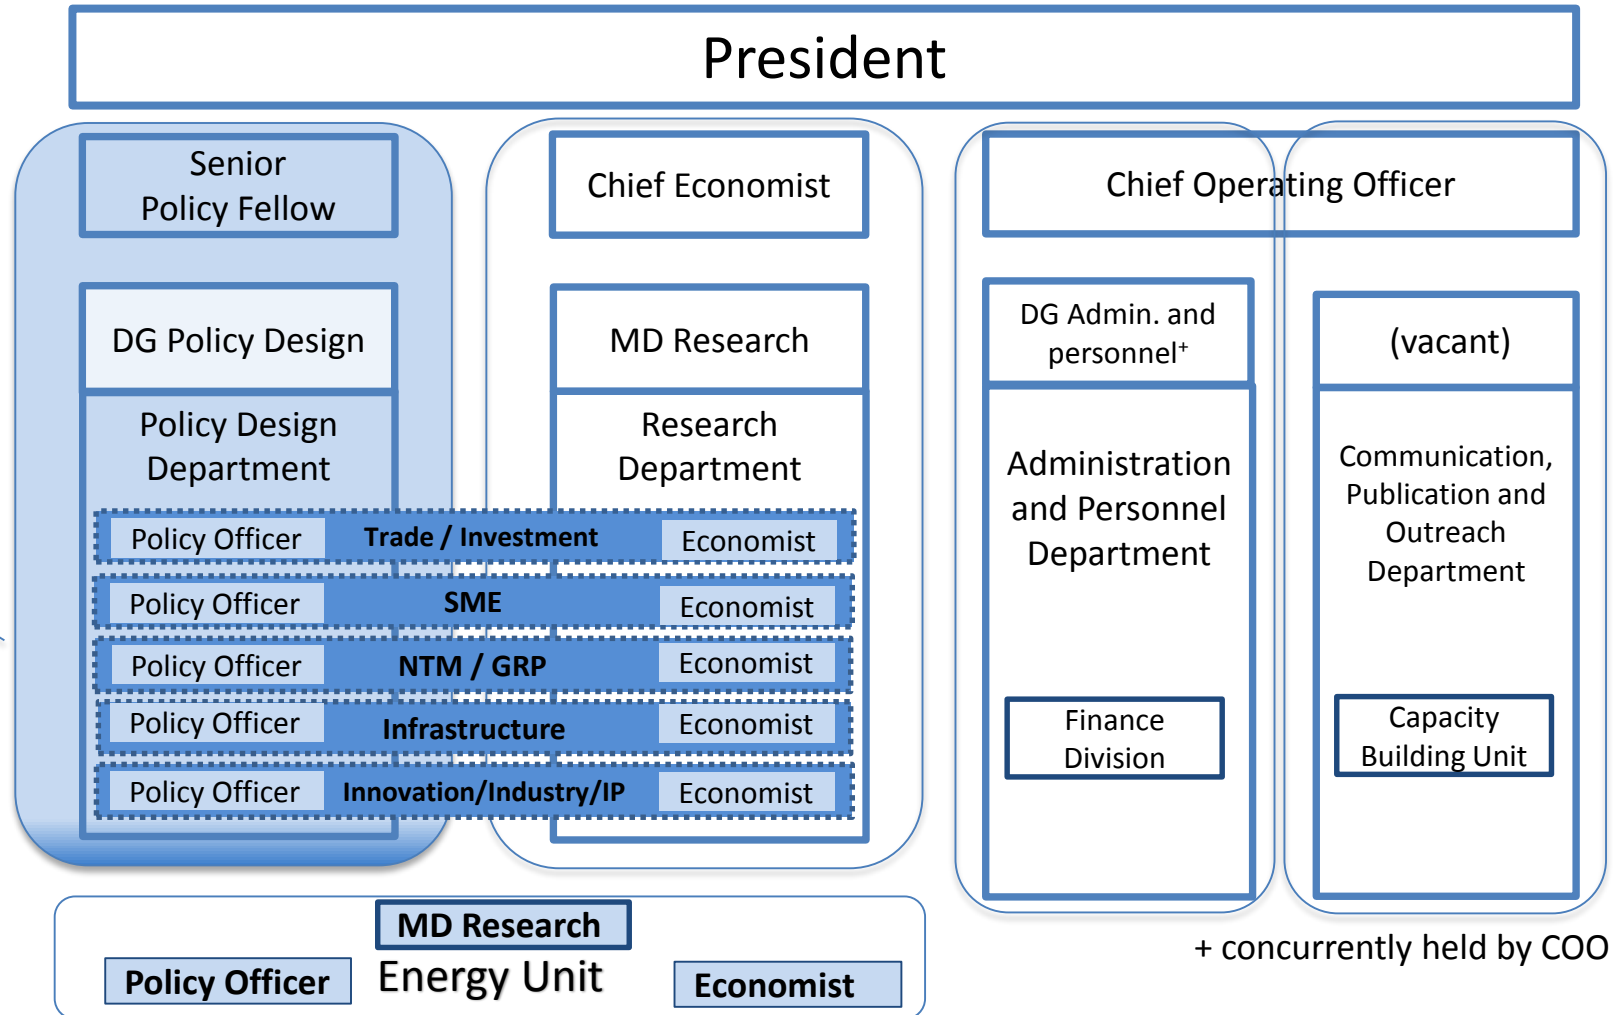 President
Senior
Policy Fellow
Chief Economist
Chief Operating Officer
DG Policy Design
MD Research
DG Admin. and
personnel+
(vacant)
Policy Design
Department
Research
Department
Administration
and Personnel
Department
Communication,
Publication and
Outreach
Department
Policy Officer Trade / Investment Economist
Policy Officer SME Economist
Policy Officer NTM / GRP Economist
Policy Officer Infrastructure Economist
Policy Officer Innovation/Industry/IP Economist
Finance
Division
Capacity
Building Unit
MD Research
Policy Officer Energy Unit Economist
+ concurrently held by COO